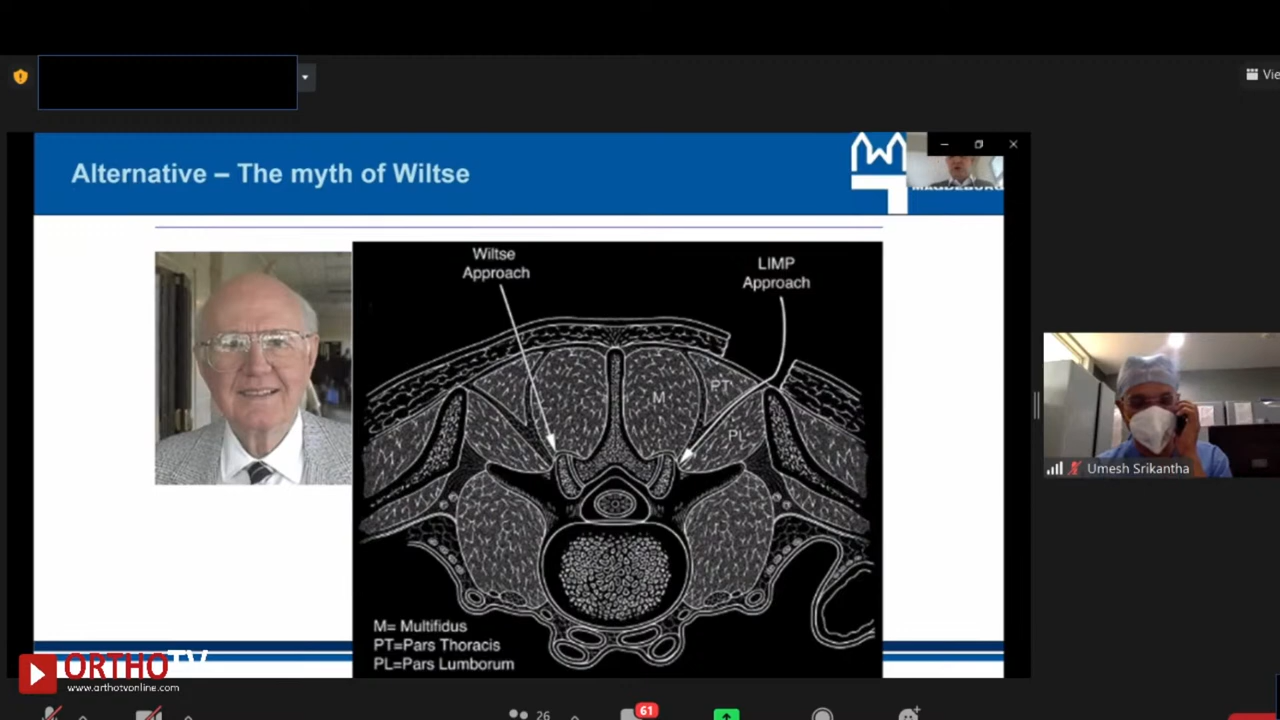 Vie
Alternative – The myth of Wiltse
Wiltse
Approach
LIMP
Approach
M
PT
PL
M= Multifidus
PT=Pars Thoracis
PL=Pars Lumborum
Umesh Srikantha
ORTHOTV
www.orthotvonline.com
26
61